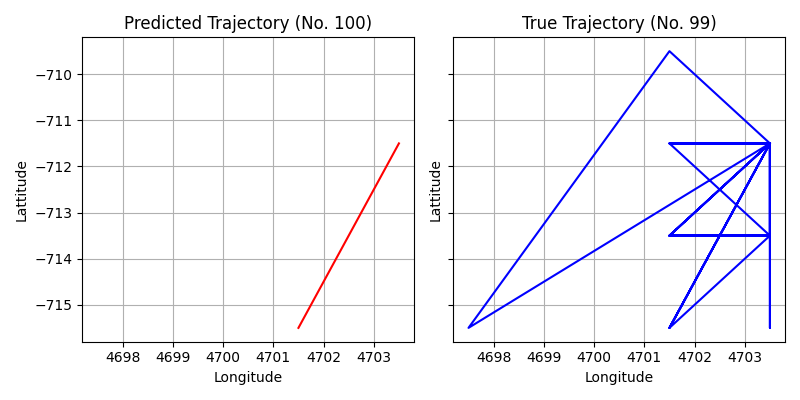 Predicted Trajectory (No. 100)
True Trajectory (No. 99)
−710
−711
−712
−713
−714
−715
Lattitude
Lattitude
4698 4699 4700 4701 4702 4703
4698 4699 4700 4701 4702 4703
Longitude
Longitude